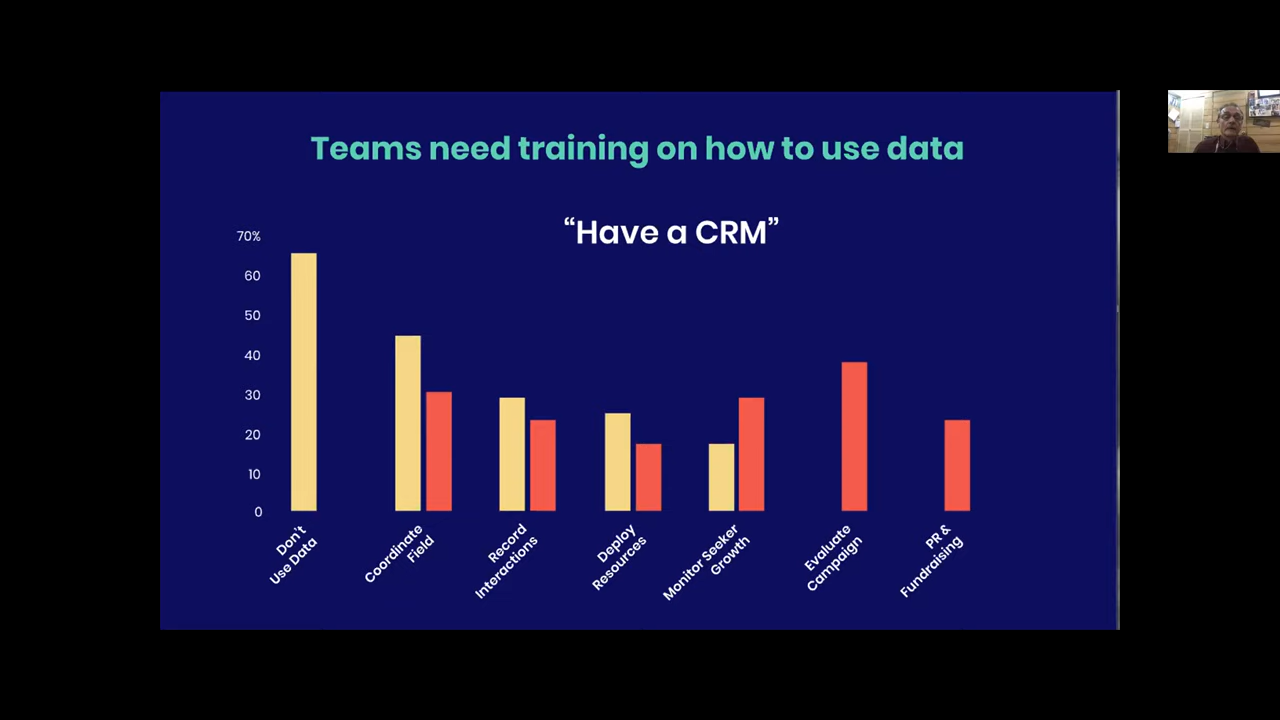 Teams need training on how to use data
“Have a CRM”
70%
60
50
40
30
20
10
0
Don't
Use Data
Coordinate
Field
Record
Interactions
Deploy
Resources
Monitor Seeker
Growth
Evaluate
Campaign
PR &
Fundraising